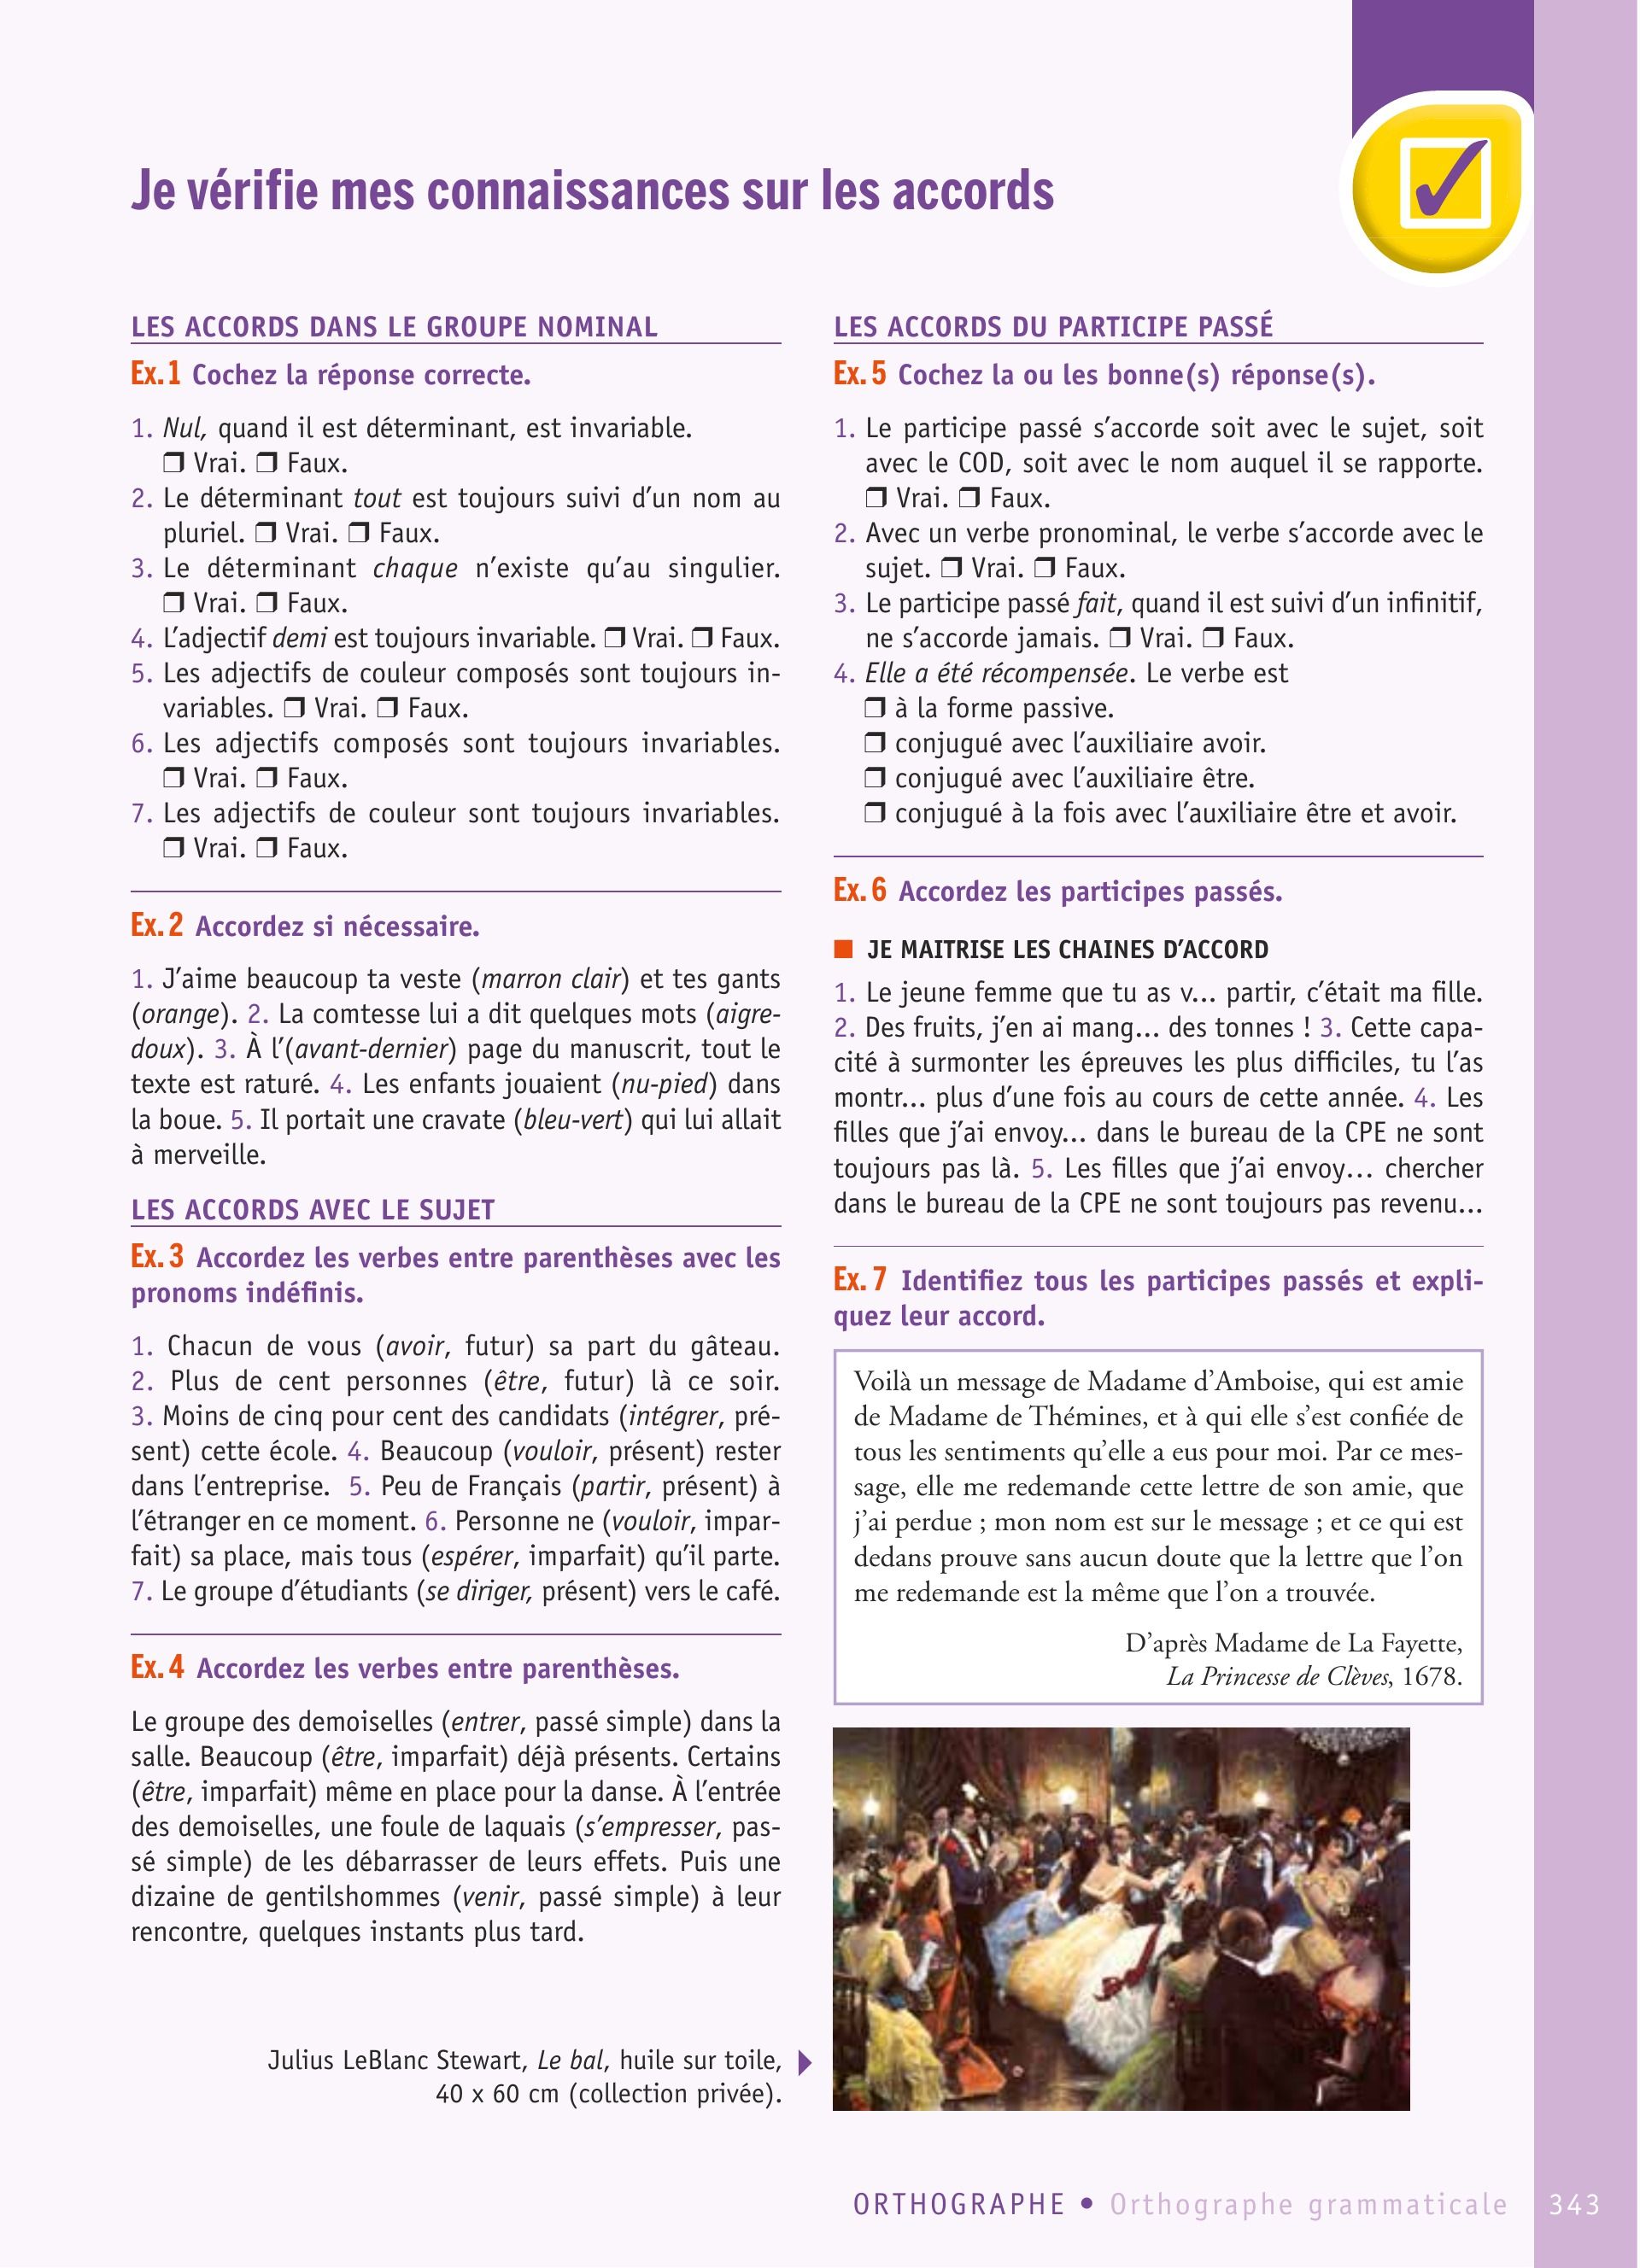 Je vérifie mes connaissances sur les accords
LES ACCORDS DANS LE GROUPE NOMINAL
Ex. 1 Cochez la réponse correcte.
1. Nul, quand il est déterminant, est invariable.
❒ Vrai. ❒ Faux.
2. Le déterminant tout est toujours suivi d’un nom au
pluriel. ❒ Vrai. ❒ Faux.
3. Le déterminant chaque n’existe qu’au singulier.
❒ Vrai. ❒ Faux.
4. L’adjectif demi est toujours invariable. ❒ Vrai. ❒ Faux.
5. Les adjectifs de couleur composés sont toujours in-
variables. ❒ Vrai. ❒ Faux.
6. Les adjectifs composés sont toujours invariables.
❒ Vrai. ❒ Faux.
7. Les adjectifs de couleur sont toujours invariables.
❒ Vrai. ❒ Faux.
Ex. 2 Accordez si nécessaire.
1. J’aime beaucoup ta veste (marron clair) et tes gants
(orange). 2. La comtesse lui a dit quelques mots (aigre-
doux). 3. À l’(avant-dernier) page du manuscrit, tout le
texte est raturé. 4. Les enfants jouaient (nu-pied) dans
la boue. 5. Il portait une cravate (bleu-vert) qui lui allait
à merveille.
LES ACCORDS AVEC LE SUJET
Ex. 3 Accordez les verbes entre parenthèses avec les
pronoms indéfinis.
1. Chacun de vous (avoir, futur) sa part du gâteau.
2. Plus de cent personnes (être, futur) là ce soir.
3. Moins de cinq pour cent des candidats (intégrer, pré-
sent) cette école. 4. Beaucoup (vouloir, présent) rester
dans l’entreprise. 5. Peu de Français (partir, présent) à
l’étranger en ce moment. 6. Personne ne (vouloir, impar-
fait) sa place, mais tous (espérer, imparfait) qu’il parte.
7. Le groupe d’étudiants (se diriger, présent) vers le café.
Ex. 4 Accordez les verbes entre parenthèses.
Le groupe des demoiselles (entrer, passé simple) dans la
salle. Beaucoup (être, imparfait) déjà présents. Certains
(être, imparfait) même en place pour la danse. À l’entrée
des demoiselles, une foule de laquais (s’empresser, pas-
sé simple) de les débarrasser de leurs effets. Puis une
dizaine de gentilshommes (venir, passé simple) à leur
rencontre, quelques instants plus tard.
Julius LeBlanc Stewart, Le bal, huile sur toile,
40 x 60 cm (collection privée).
LES ACCORDS DU PARTICIPE PASSÉ
Ex. 5 Cochez la ou les bonne(s) réponse(s).
1. Le participe passé s’accorde soit avec le sujet, soit
avec le COD, soit avec le nom auquel il se rapporte.
❒ Vrai. ❒ Faux.
2. Avec un verbe pronominal, le verbe s’accorde avec le
sujet. ❒ Vrai. ❒ Faux.
3. Le participe passé fait, quand il est suivi d’un infinitif,
ne s’accorde jamais. ❒ Vrai. ❒ Faux.
4. Elle a été récompensée. Le verbe est
❒ à la forme passive.
❒ conjugué avec l’auxiliaire avoir.
❒ conjugué avec l’auxiliaire être.
❒ conjugué à la fois avec l’auxiliaire être et avoir.
Ex. 6 Accordez les participes passés.
■ JE MAITRISE LES CHAINES D’ACCORD
1. Le jeune femme que tu as v... partir, c’était ma fille.
2. Des fruits, j’en ai mang... des tonnes ! 3. Cette capa-
cité à surmonter les épreuves les plus difficiles, tu l’as
montr... plus d’une fois au cours de cette année. 4. Les
filles que j’ai envoy... dans le bureau de la CPE ne sont
toujours pas là. 5. Les filles que j’ai envoy... chercher
dans le bureau de la CPE ne sont toujours pas revenu...
Ex. 7 Identifiez tous les participes passés et expli-
quez leur accord.
Voilà un message de Madame d’Amboise, qui est amie
de Madame de Thémines, et à qui elle s’est confiée de
tous les sentiments qu’elle a eus pour moi. Par ce mes-
sage, elle me redemande cette lettre de son amie, que
j’ai perdue ; mon nom est sur le message ; et ce qui est
dedans prouve sans aucun doute que la lettre que l’on
me redemande est la même que l’on a trouvée.
D’après Madame de La Fayette,
La Princesse de Clèves, 1678.
ORTHOGRAPHE • Orthographe grammaticale 343